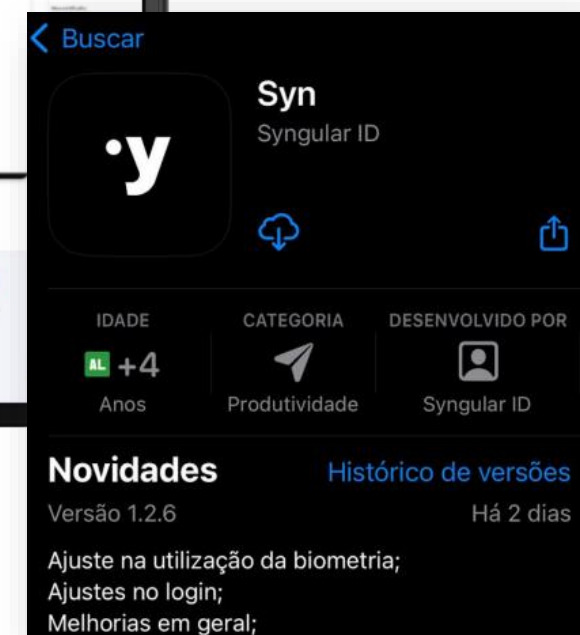 Buscar
·y
Syn
Syngular ID
IDADE
CATEGORIA
DESENVOLVIDO POR
AL +4
Anos
Produtividade
Syngular ID
Novidades
Histórico de versões
Versão 1.2.6
Há 2 dias
Ajuste na utilização da biometria;
Ajustes no login;
Melhorias em geral;